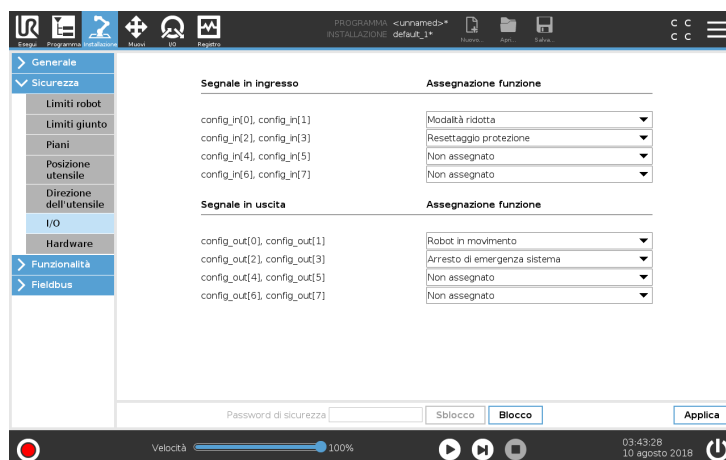 UR
PROGRAMMA <unnamed>*
INSTALLAZIONE default_1*
Esegui Programma Installazione Muovi I/O Registro Nuovo... Apri... Salva...
C C
C C
Generale
Sicurezza
Limiti robot
Limiti giunto
Piani
Posizione
utensile
Direzione
dell'utensile
I/O
Hardware
Funzionalità
Fieldbus
Segnale in ingresso Assegnazione funzione
config_in[0], config_in[1] Modalità ridotta
config_in[2], config_in[3] Resettaggio protezione
config_in[4], config_in[5] Non assegnato
config_in[6], config_in[7] Non assegnato
Segnale in uscita Assegnazione funzione
config_out[0], config_out[1] Robot in movimento
config_out[2], config_out[3] Arresto di emergenza sistema
config_out[4], config_out[5] Non assegnato
config_out[6], config_out[7] Non assegnato
Password di sicurezza Sblocco Blocco Applica
Velocità 100% 03:43:28
10 agosto 2018